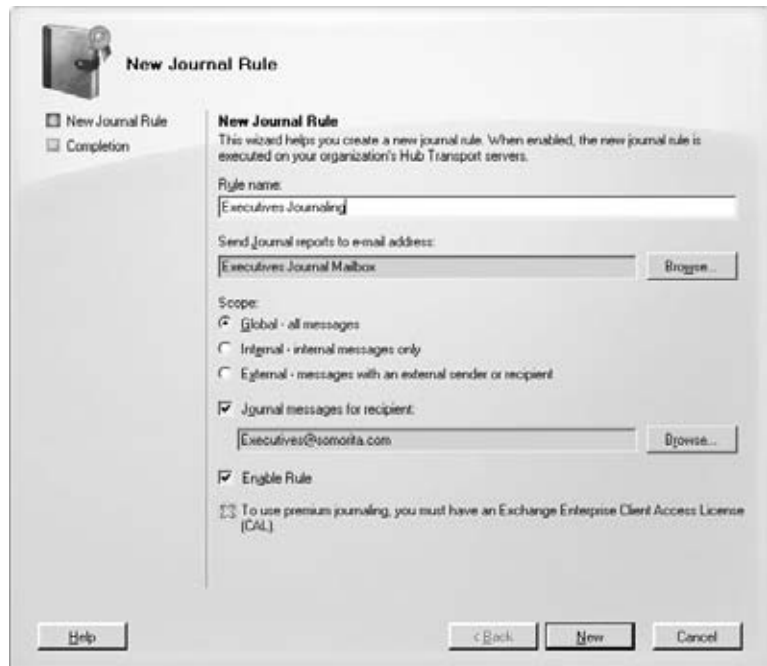 New Journal Rule
New Journal Rule
Completion
New Journal Rule
This wizard helps you create a new journal rule. When enabled, the new journal rule is
executed on your organization's Hub Transport servers.
Rule name:
Executives Journaling
Send Journal reports to e-mail address:
Executives Journal Mailbox
Browse...
Scope:
Global - all messages
Internal - internal messages only
External - messages with an external sender or recipient
Journal messages for recipient:
Executives@somorita.com
Browse...
Enable Rule
To use premium journaling, you must have an Exchange Enterprise Client Access License
(CAL).
Help
< Back
New
Cancel